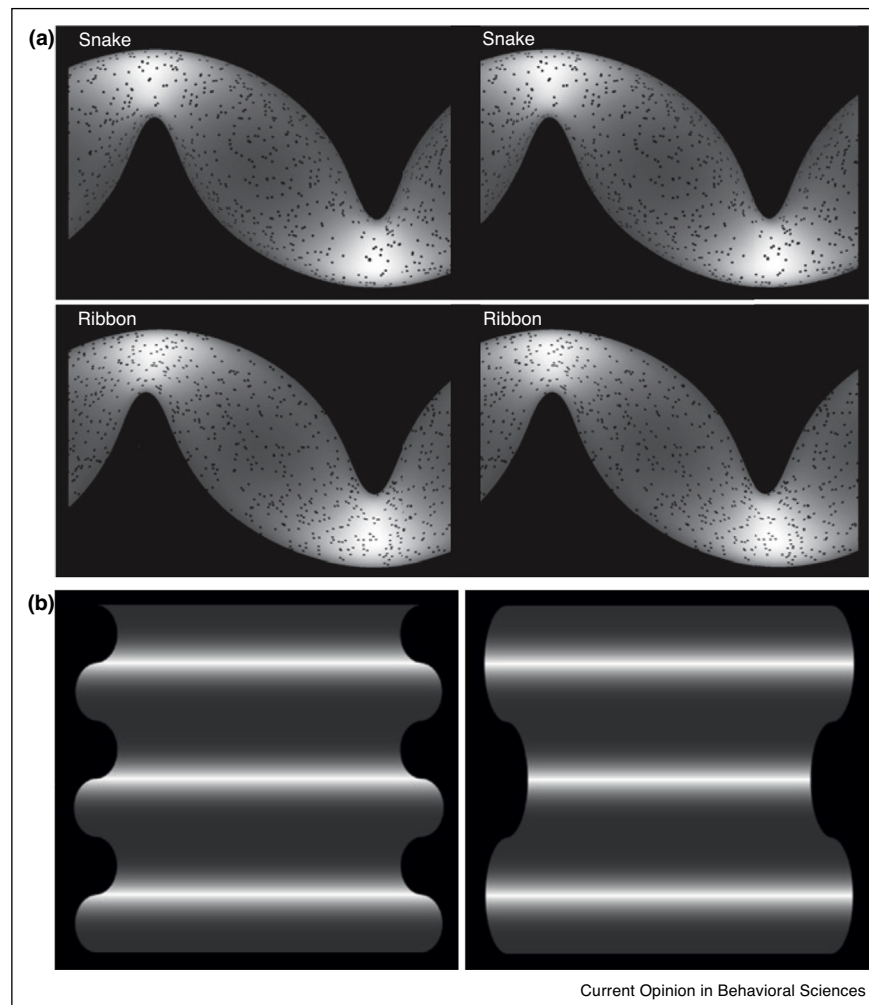 (a)
Snake
Snake
Ribbon
Ribbon
(b)
Current Opinion in Behavioral Sciences